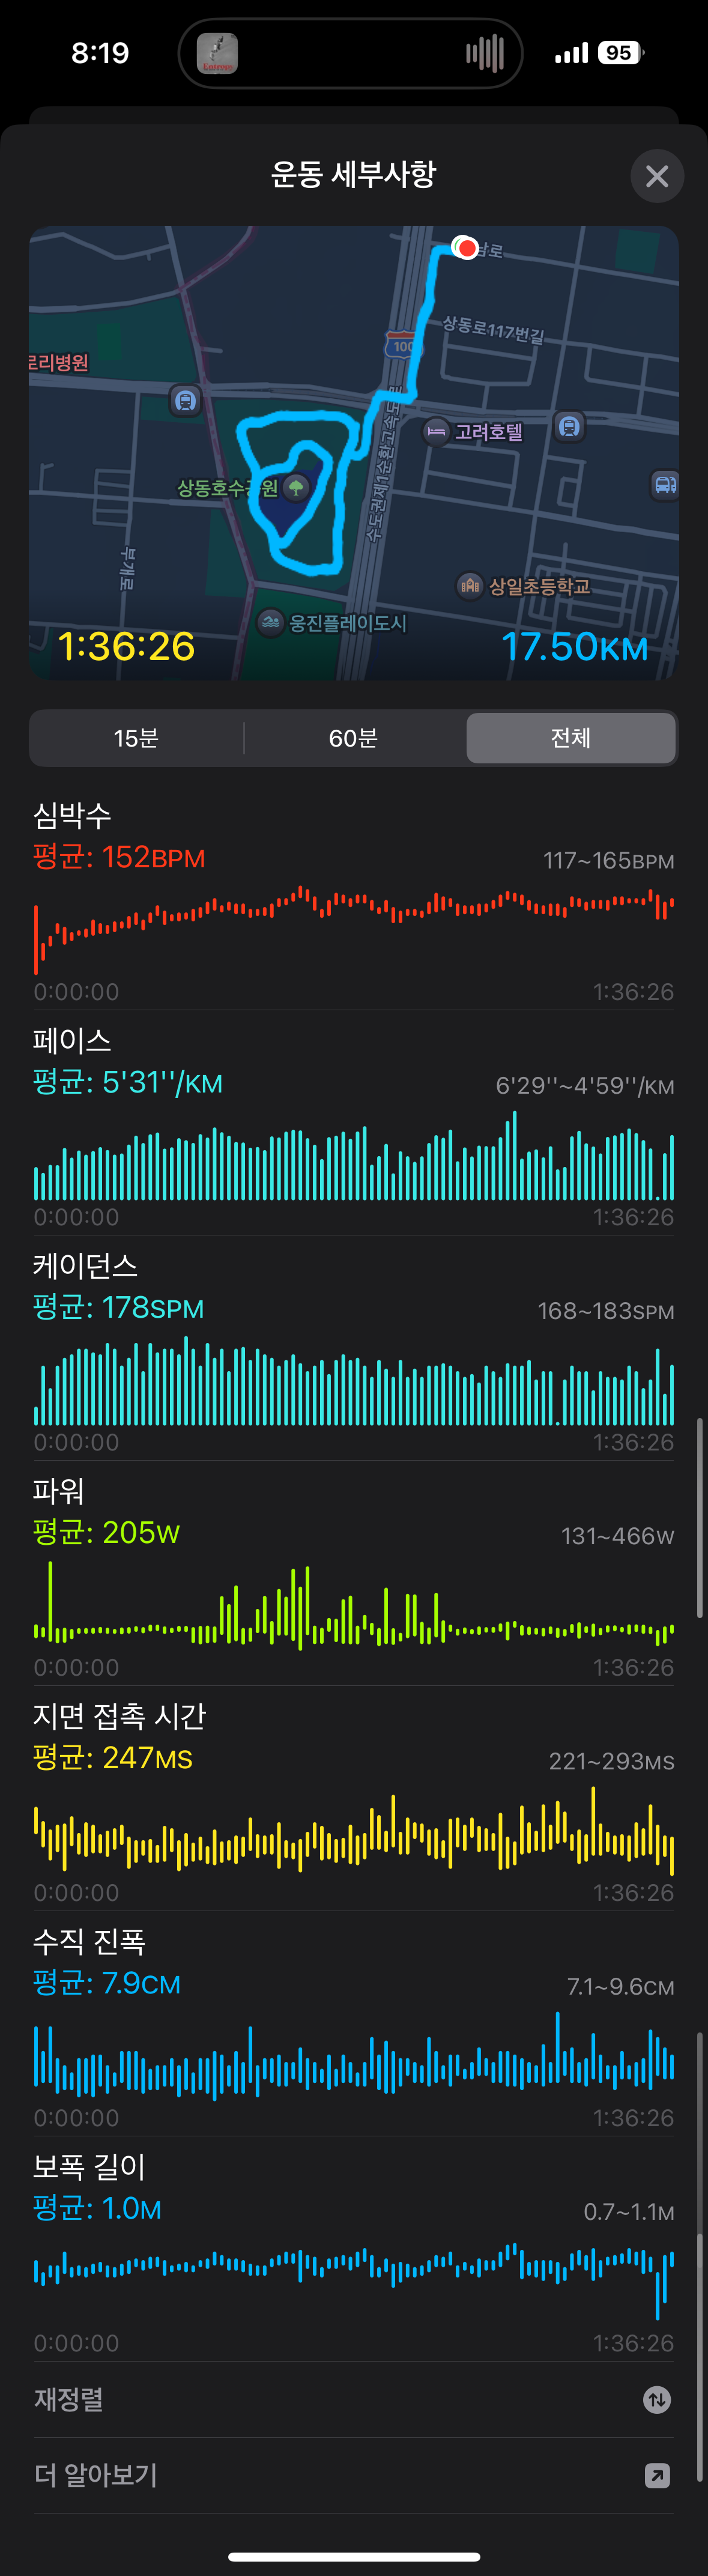 8:19
95
운동 세부사항
남로
상동로117번길
100
토리병원
고려호텔
수도권제1순환고속도로
상동호수공원
부개로
상일초등학교
웅진플레이도시
1:36:26
17.50KM
15분
60분
전체
심박수
평균: 152BPM
117~165BPM
0:00:00
1:36:26
페이스
평균: 5'31''/KM
6'29''~4'59''/KM
0:00:00
1:36:26
케이던스
평균: 178SPM
168~183SPM
0:00:00
1:36:26
파워
평균: 205W
131~466W
0:00:00
1:36:26
지면 접촉 시간
평균: 247MS
221~293MS
0:00:00
1:36:26
수직 진폭
평균: 7.9CM
7.1~9.6CM
0:00:00
1:36:26
보폭 길이
평균: 1.0M
0.7~1.1M
0:00:00
1:36:26
재정렬
더 알아보기